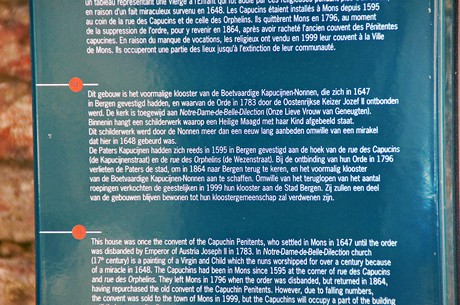 un tableau représentant une Vierge à l'Enfant qui fut adulé par ces religieuses pendant plus
en raison d'un fait miraculeux survenu en 1648. Les Capucins étaient installés à Mons depuis 1595
au coin de la rue des Capucins et de celle des Orphelins. Ils quittèrent Mons en 1796, au moment
de la suppression de l'ordre, pour y revenir en 1864, après avoir racheté l'ancien couvent des Pénitentes
capucines. En raison du manque de vocations, les religieux ont vendu en 1999 leur couvent à la Ville
de Mons. Ils occuperont une partie des lieux jusqu'à l'extinction de leur communauté.
Dit gebouw is het voormalige klooster van de Boetvaardige Kapucijnen-Nonnen, die zich in 1647
in Bergen gevestigd hadden, en waarvan de Orde in 1783 door de Oostenrijkse Keizer Jozef II ontbonden
werd. De kerk is toegewijd aan Notre-Dame-de-Belle-Dilection (Onze Lieve Vrouw van Geneugten).
Binnenin hangt een schilderwerk waarop een Heilige Maagd met haar Kind afgebeeld staat.
Dit schilderwerk werd door de Nonnen meer dan een eeuw lang aanbeden omwille van een mirakel
dat hier in 1648 gebeurd was.
De Paters Kapucijnen hadden zich reeds in 1595 in Bergen gevestigd aan de hoek van de rue des Capucins
(de Kapucijnenstraat) en de rue des Orphelins (de Wezenstraat). Bij de ontbinding van hun Orde in 1796
verlieten de Paters de stad, om in 1864 naar Bergen terug te keren, en het voormalig klooster
van de Boetvaardige Kapucijnen-Nonnen aan te schaffen. Omwille van het teruglopen van het aantal
roepingen verkochten de geestelijken in 1999 hun klooster aan de Stad Bergen. Zij zullen een deel
van de gebouwen blijven bewonen tot hun kloostergemeenschap zal verdwenen zijn.
This house was once the convent of the Capuchin Penitents, who settled in Mons in 1647 until the order
was disbanded by Emperor of Austria Joseph II in 1783. In Notre-Dame-de-Belle-Dilection church
(17th century) is a painting of a Virgin and Child which the nuns worshipped for over a century because
of a miracle in 1648. The Capuchins had been in Mons since 1595 at the corner of rue des Capucins
and rue des Orphelins. They left Mons in 1796 when the order was disbanded, but returned in 1864,
having repurchased the old convent of the Capuchin Penitents. However, due to falling numbers,
the convent was sold to the town of Mons in 1999, but the Capuchins will occupy a part of the building